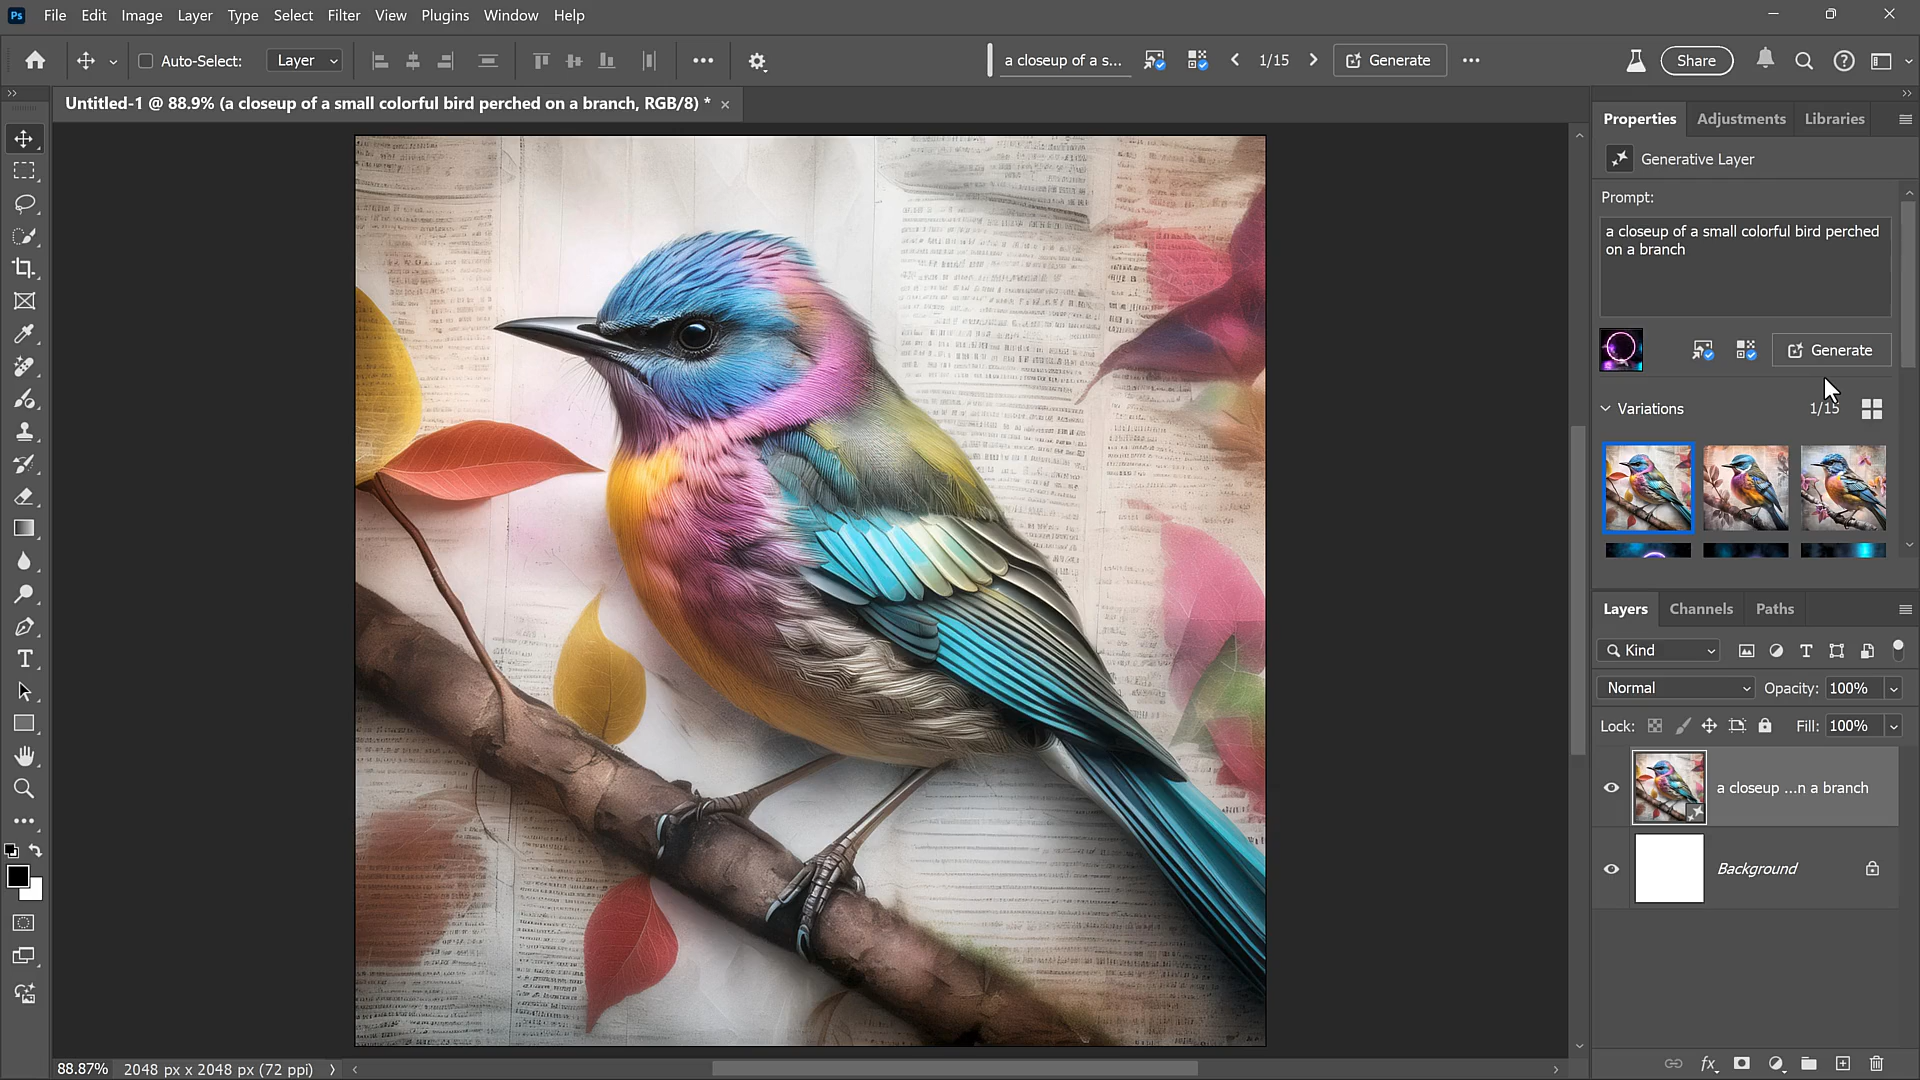 Ps File Edit Image Layer Type Select Filter View Plugins Window Help
Auto-Select: Layer
a closeup of a s... 1/15 Generate
Share
Untitled-1 @ 88.9% (a closeup of a small colorful bird perched on a branch, RGB/8) *
Properties Adjustments Libraries
Generative Layer
Prompt:
a closeup of a small colorful bird perched
on a branch
Generate
Variations 1/15
Layers Channels Paths
Kind
Normal Opacity: 100%
Lock: Fill: 100%
a closeup ...n a branch
Background
fx
88.87% 2048 px x 2048 px (72 ppi)